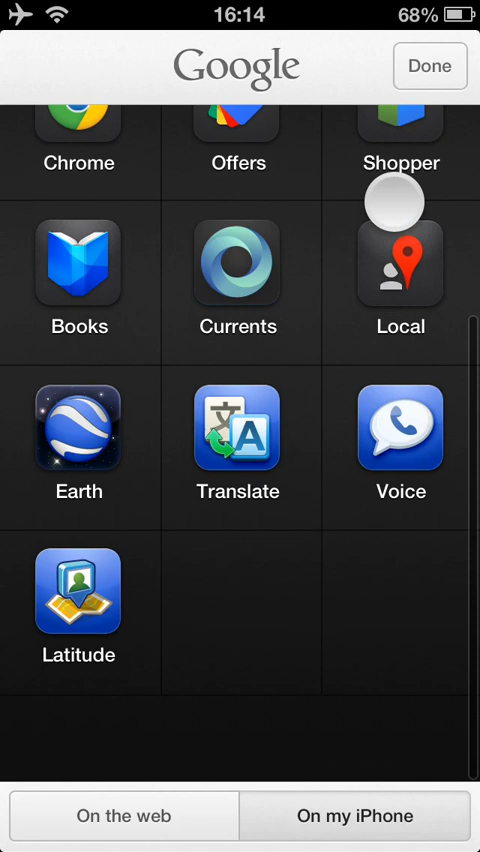 16:14
68%
Google
Done
Chrome
Offers
Shopper
Books
Currents
Local
Earth
文
A
Translate
Voice
Latitude
On the web
On my iPhone